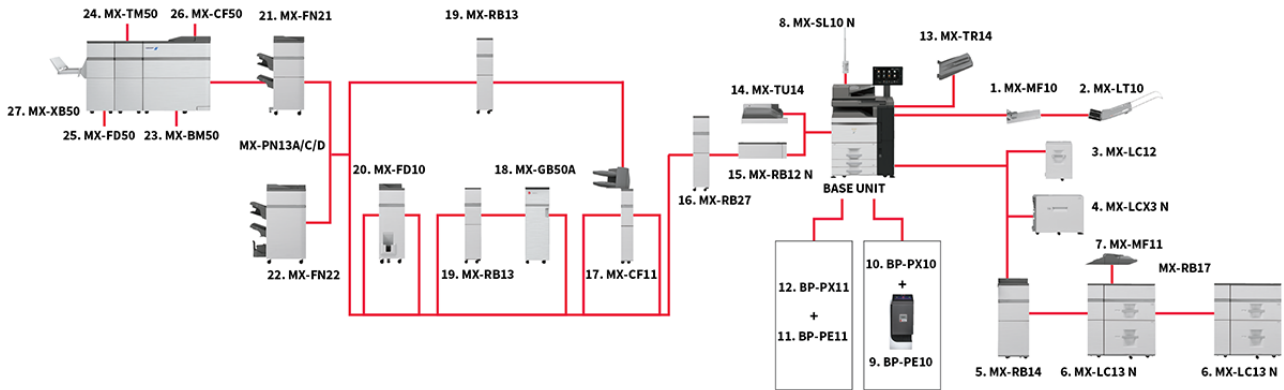 24. MX-TM50
26. MX-CF50
21. MX-FN21
19. MX-RB13
8. MX-SL10 N
13. MX-TR14
14. MX-TU14
1. MX-MF10
2. MX-LT10
27. MX-XB50
25. MX-FD50
23. MX-BM50
MX-PN13A/C/D
3. MX-LC12
20. MX-FD10
18. MX-GB50A
15. MX-RB12 N
BASE UNIT
16. MX-RB27
4. MX-LCX3 N
7. MX-MF11
MX-RB17
22. MX-FN22
19. MX-RB13
17. MX-CF11
12. BP-PX11
+
11. BP-PE11
10. BP-PX10
+
9. BP-PE10
5. MX-RB14
6. MX-LC13 N
6. MX-LC13 N